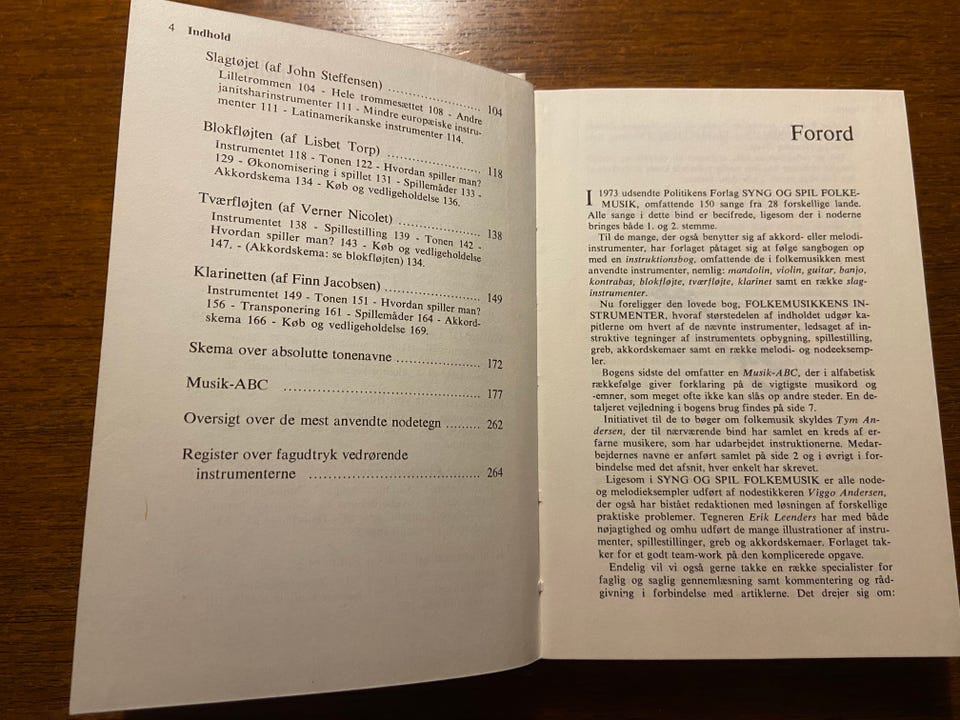 4 Indhold
Slagtøjet (af John Steffensen) ........................ 104
Lilletrommen 104 - Hele trommesættet 108 - Andre
janitsharinstrumenter 111 - Mindre europæiske instru-
menter 111 - Latinamerikanske instrumenter 114.
Blokfløjten (af Lisbet Torp) ........................ 118
Instrumentet 118 - Tonen 122 - Hvordan spiller man?
129 - Økonomisering i spillet 131 - Spillemåder 133 -
Akkordskema 134 - Køb og vedligeholdelse 136.
Tværfløjten (af Verner Nicolet) ........................ 138
Instrumentet 138 - Spillestilling 139 - Tonen 142 -
Hvordan spiller man? 143 - Køb og vedligeholdelse
147. - (Akkordskema: se blokfløjten) 134.
Klarinetten (af Finn Jacobsen) ........................ 149
Instrumentet 149 - Tonen 151 - Hvordan spiller man?
156 - Transponering 161 - Spillemåder 164 - Akkord-
skema 166 - Køb og vedligeholdelse 169.
Skema over absolutte tonenavne ........................ 172
Musik-ABC ........................ 177
Oversigt over de mest anvendte nodetegn ......... 262
Register over fagudtryk vedrørende
instrumenterne ........................ 264
Forord
I 1973 udsendte Politikens Forlag SYNG OG SPIL FOLKE-
MUSIK, omfattende 150 sange fra 28 forskellige lande.
Alle sange i dette bind er becifrede, ligesom der i noderne
bringes både 1. og 2. stemme.
Til de mange, der også benytter sig af akkord- eller melodi-
instrumenter, har forlaget påtaget sig at følge sangbogen op
med en instruktionsbog, omfattende de i folkemusikken mest
anvendte instrumenter, nemlig: mandolin, violin, guitar, banjo,
kontrabas, blokfløjte, tværfløjte, klarinet samt en række slag-
instrumenter.
Nu foreligger den lovede bog, FOLKEMUSIKKENS IN-
STRUMENTER, hvoraf størstedelen af indholdet udgør ka-
pitlerne om hvert af de nævnte instrumenter, ledsaget af in-
struktive tegninger af instrumentets opbygning, spillestilling,
greb, akkordskemaer samt en række melodi- og nodeeksemp-
ler.
Bogens sidste del omfatter en Musik-ABC, der i alfabetisk
rækkefølge giver forklaring på de vigtigste musikord og
-emner, som meget ofte ikke kan slås op andre steder. En de-
taljeret vejledning i bogens brug findes på side 7.
Initiativet til de to bøger om folkemusik skyldes Tym An-
dersen, der til nærværende bind har samlet en kreds af er-
farne musikere, som har udarbejdet instruktionerne. Medar-
bejdernes navne er anført samlet på side 2 og i øvrigt i for-
bindelse med det afsnit, hver enkelt har skrevet.
Ligesom i SYNG OG SPIL FOLKEMUSIK er alle node-
og melodieksempler udført af nodestikkeren Viggo Andersen,
der også har bistået redaktionen med løsningen af forskellige
praktiske problemer. Tegneren Erik Leenders har med både
nøjagtighed og omhu udført de mange illustrationer af instru-
menter, spillestillinger, greb og akkordskemaer. Forlaget tak-
ker for et godt team-work på den komplicerede opgave.
Endelig vil vi også gerne takke en række specialister for
faglig og saglig gennemlæsning samt kommentering og råd-
givning i forbindelse med artiklerne. Det drejer sig om: